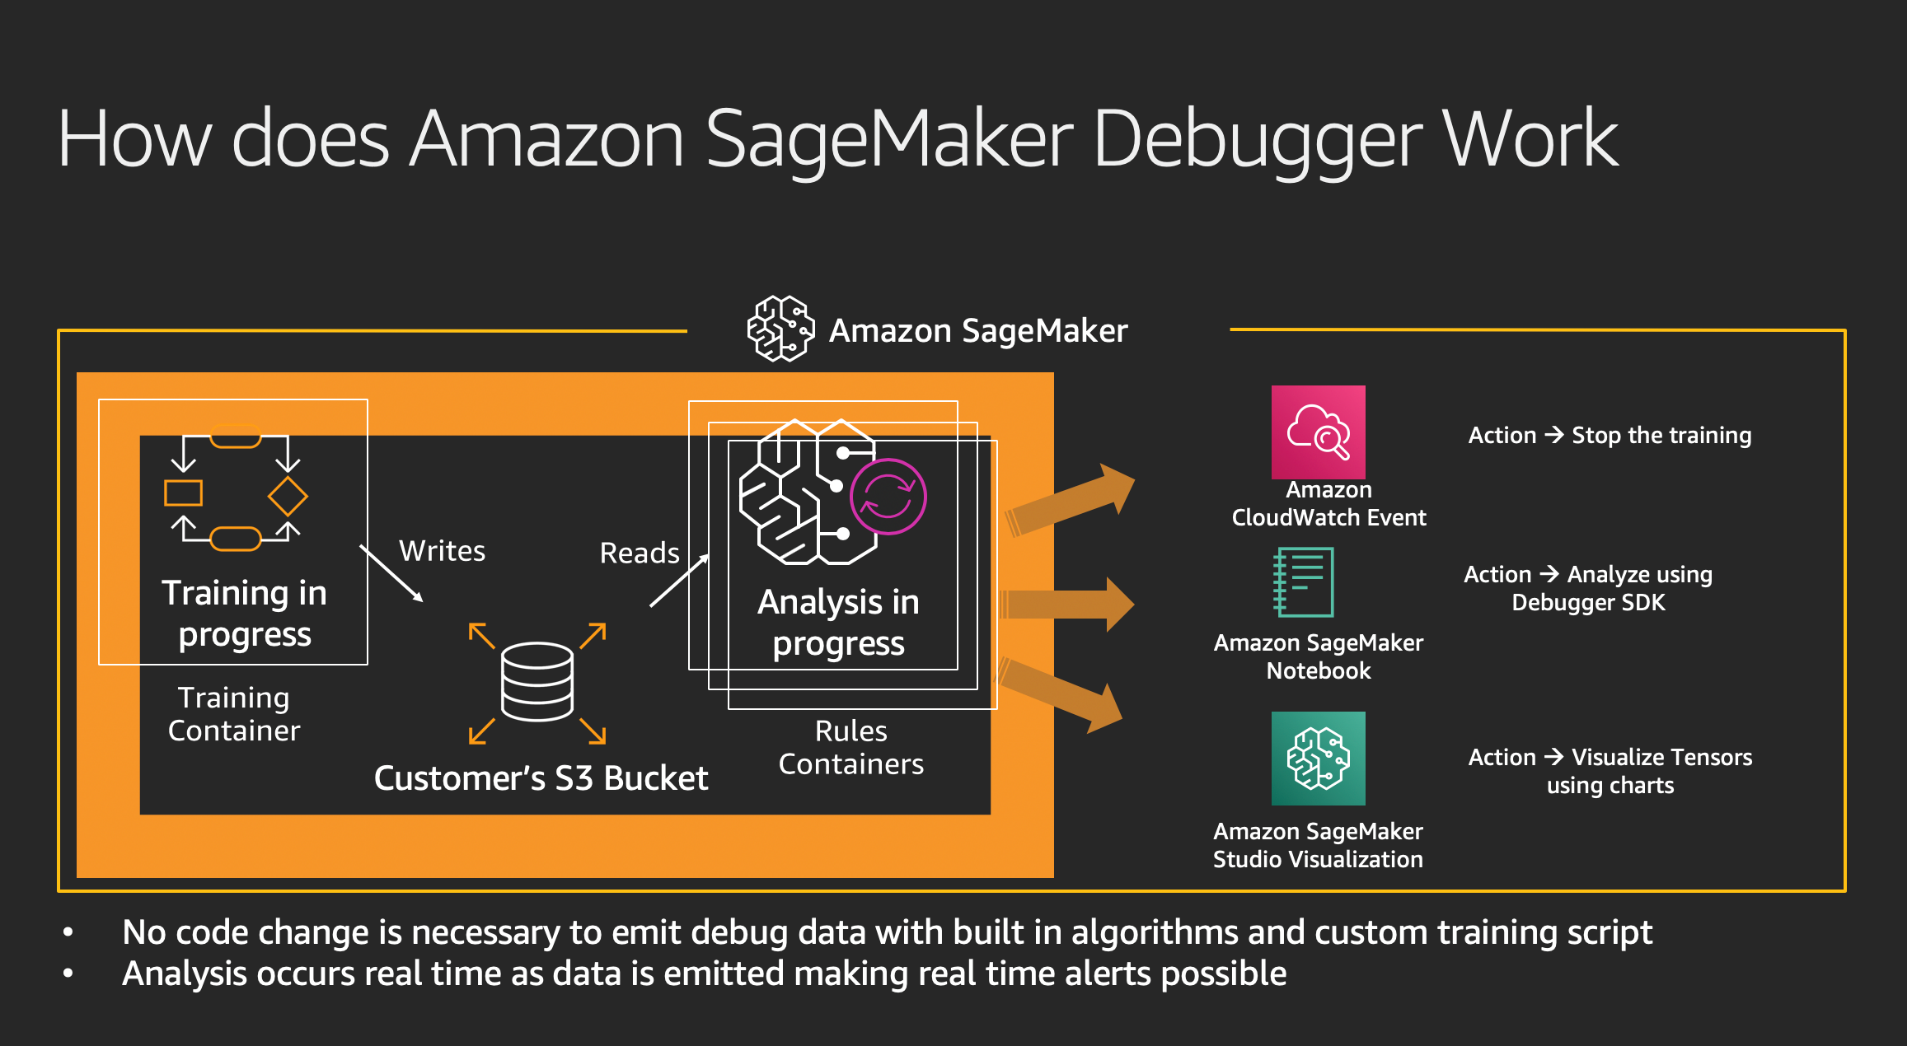 How does Amazon SageMaker Debugger Work
Amazon SageMaker
Training in
progress
Training
Container
Writes
Customer's S3 Bucket
Reads
Analysis in
progress
Rules
Containers
Amazon
CloudWatch Event
Action → Stop the training
Amazon SageMaker
Notebook
Action → Analyze using
Debugger SDK
Amazon SageMaker
Studio Visualization
Action → Visualize Tensors
using charts
• No code change is necessary to emit debug data with built in algorithms and custom training script
• Analysis occurs real time as data is emitted making real time alerts possible